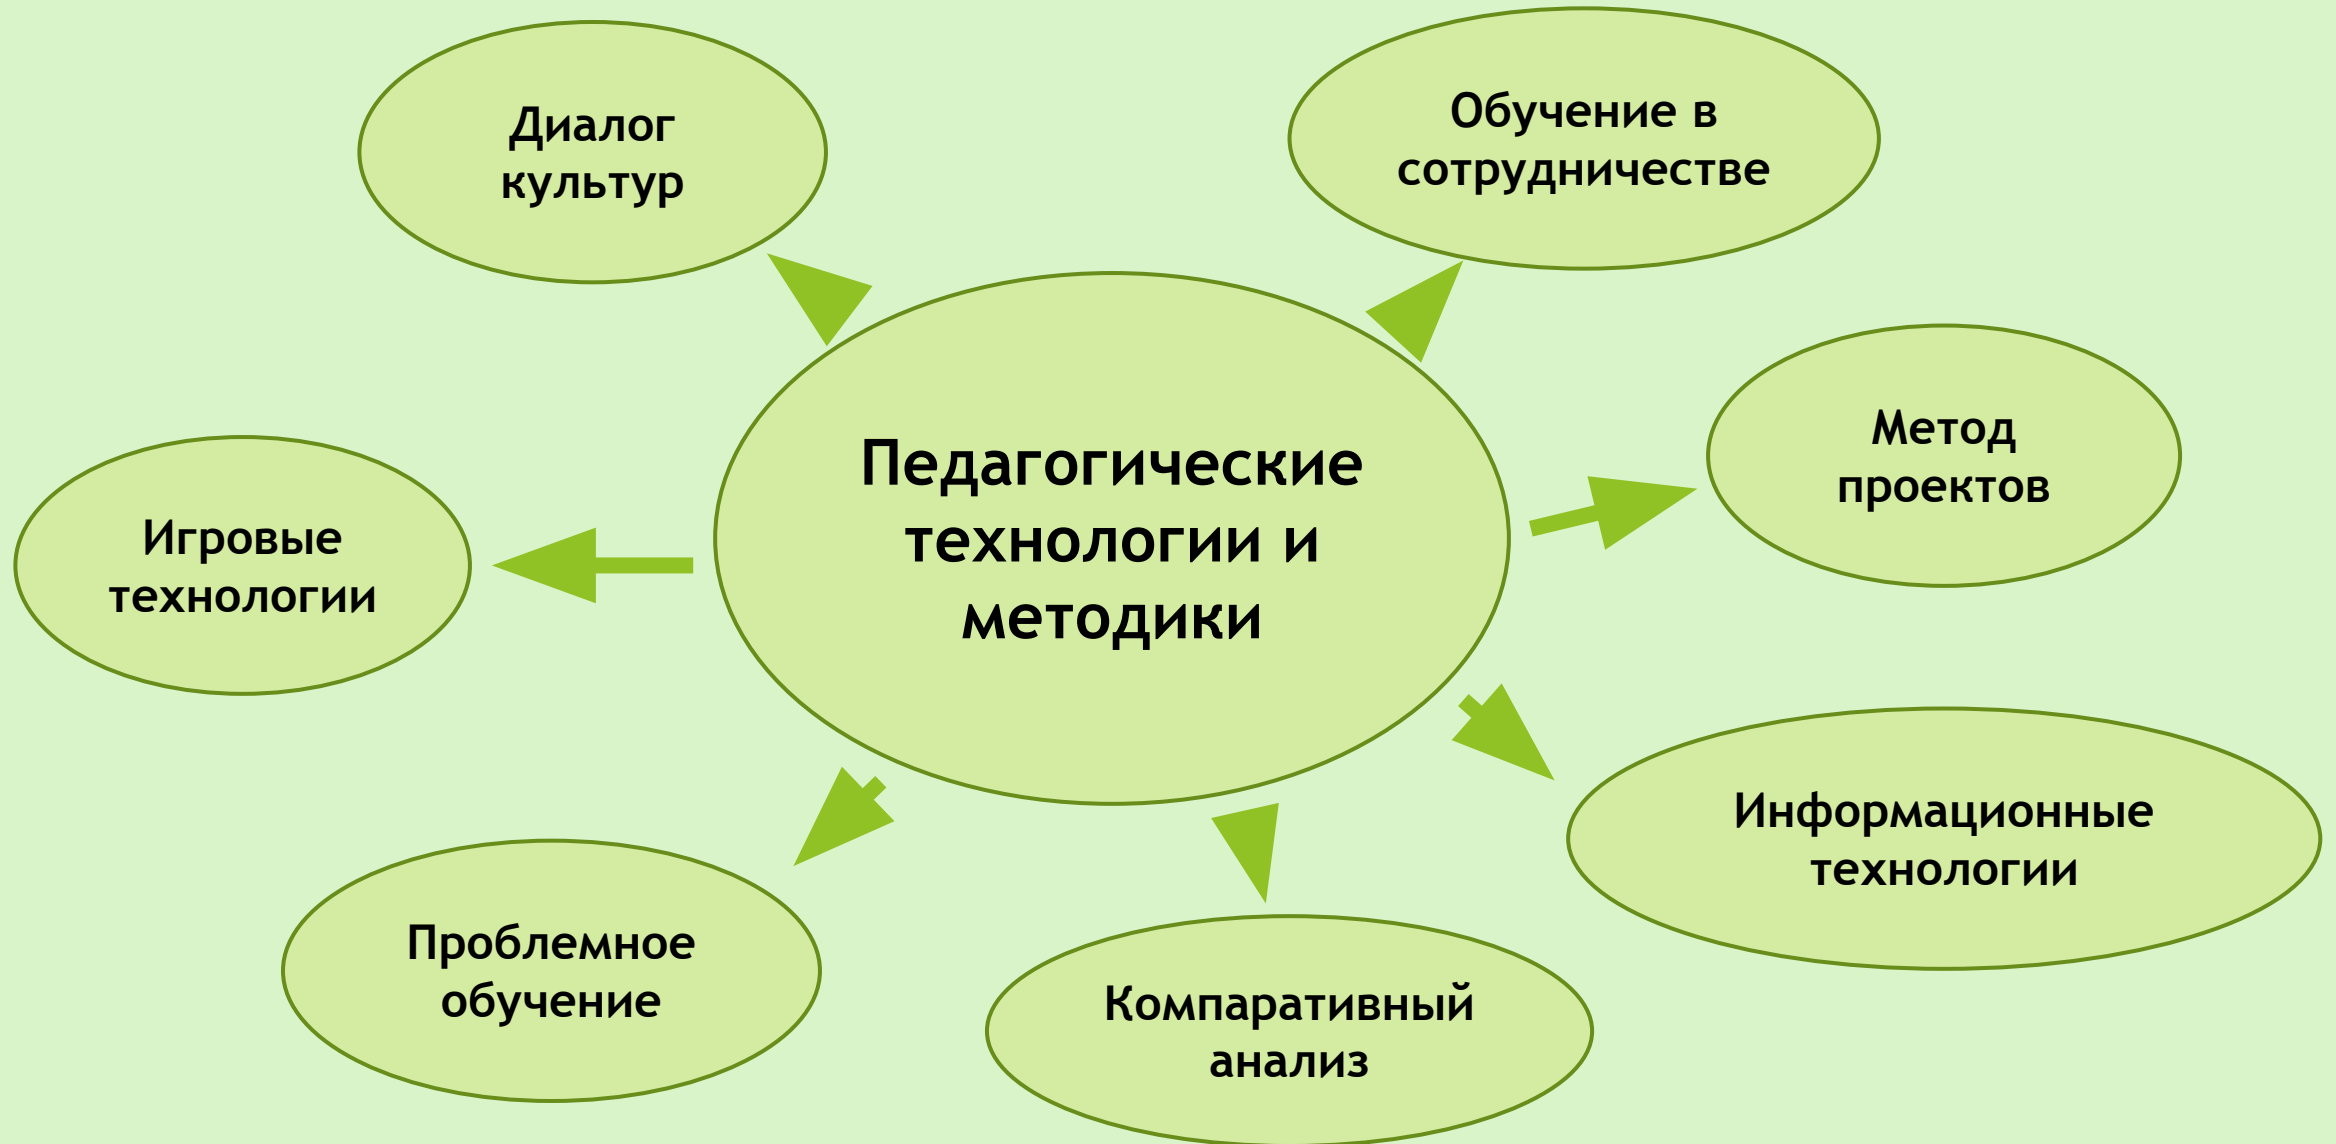 Диалог
культур
Обучение в
сотрудничестве
Педагогические
технологии и
методики
Метод
проектов
Игровые
технологии
Информационные
технологии
Проблемное
обучение
Компаративный
анализ